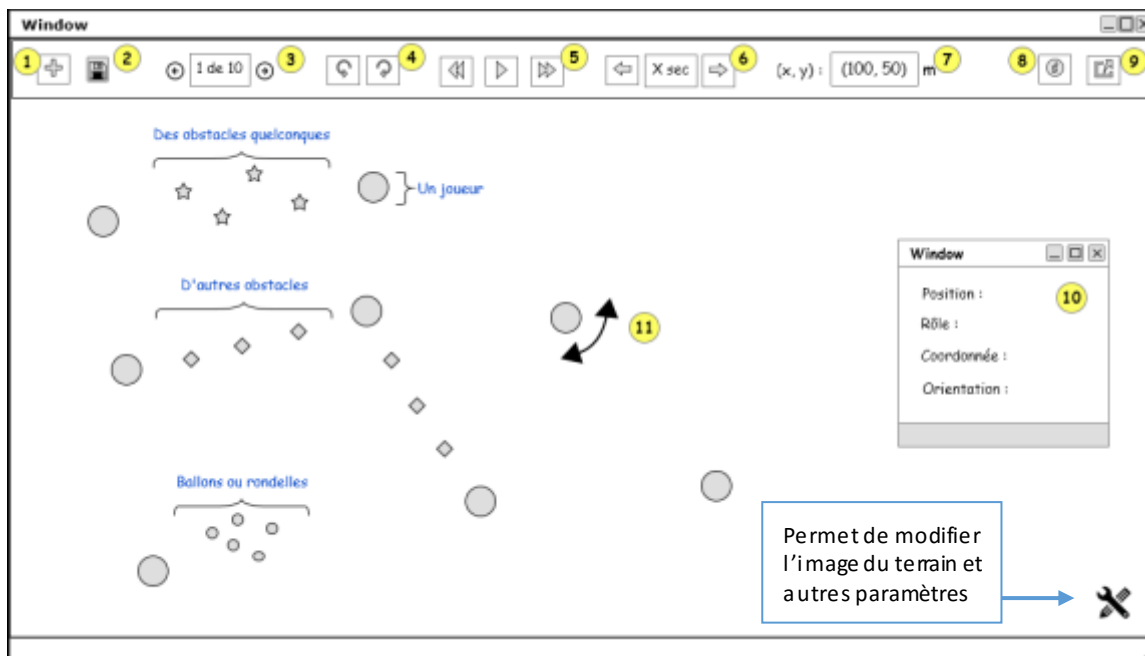 Window
1 2 1 de 10 3 4 5 X sec 6 (x, y) : (100, 50) m 7 8 9
Des obstacles quelconques
Un joueur
D'autres obstacles
11
Window
Position :
10
Rôle :
Coordonnée :
Orientation :
Ballons ou rondelles
Permet de modifier
l'image du terrain et
autres paramètres